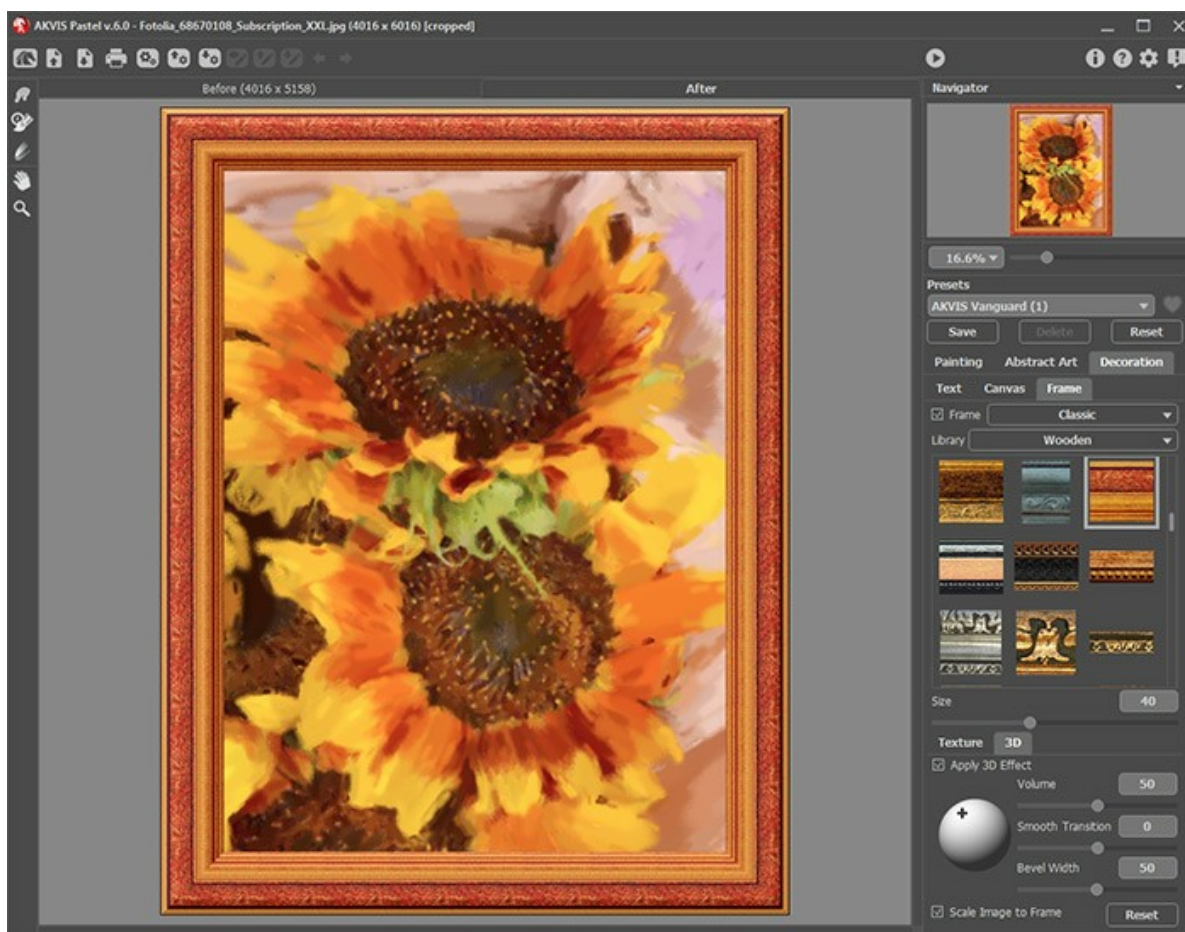 AKVIS Pastel v.6.0 - Fotolia_68670108_Subscription_XXL.jpg (4016 x 6016) [cropped]
Before (4016 x 5158)
After
Navigator
16.6%
Presets
AKVIS Vanguard (1)
Save Delete Reset
Painting Abstract Art Decoration
Text Canvas Frame
Frame Classic
Library Wooden
Size 40
Texture 3D
Apply 3D Effect
Volume 50
Smooth Transition 0
Bevel Width 50
Scale Image to Frame Reset